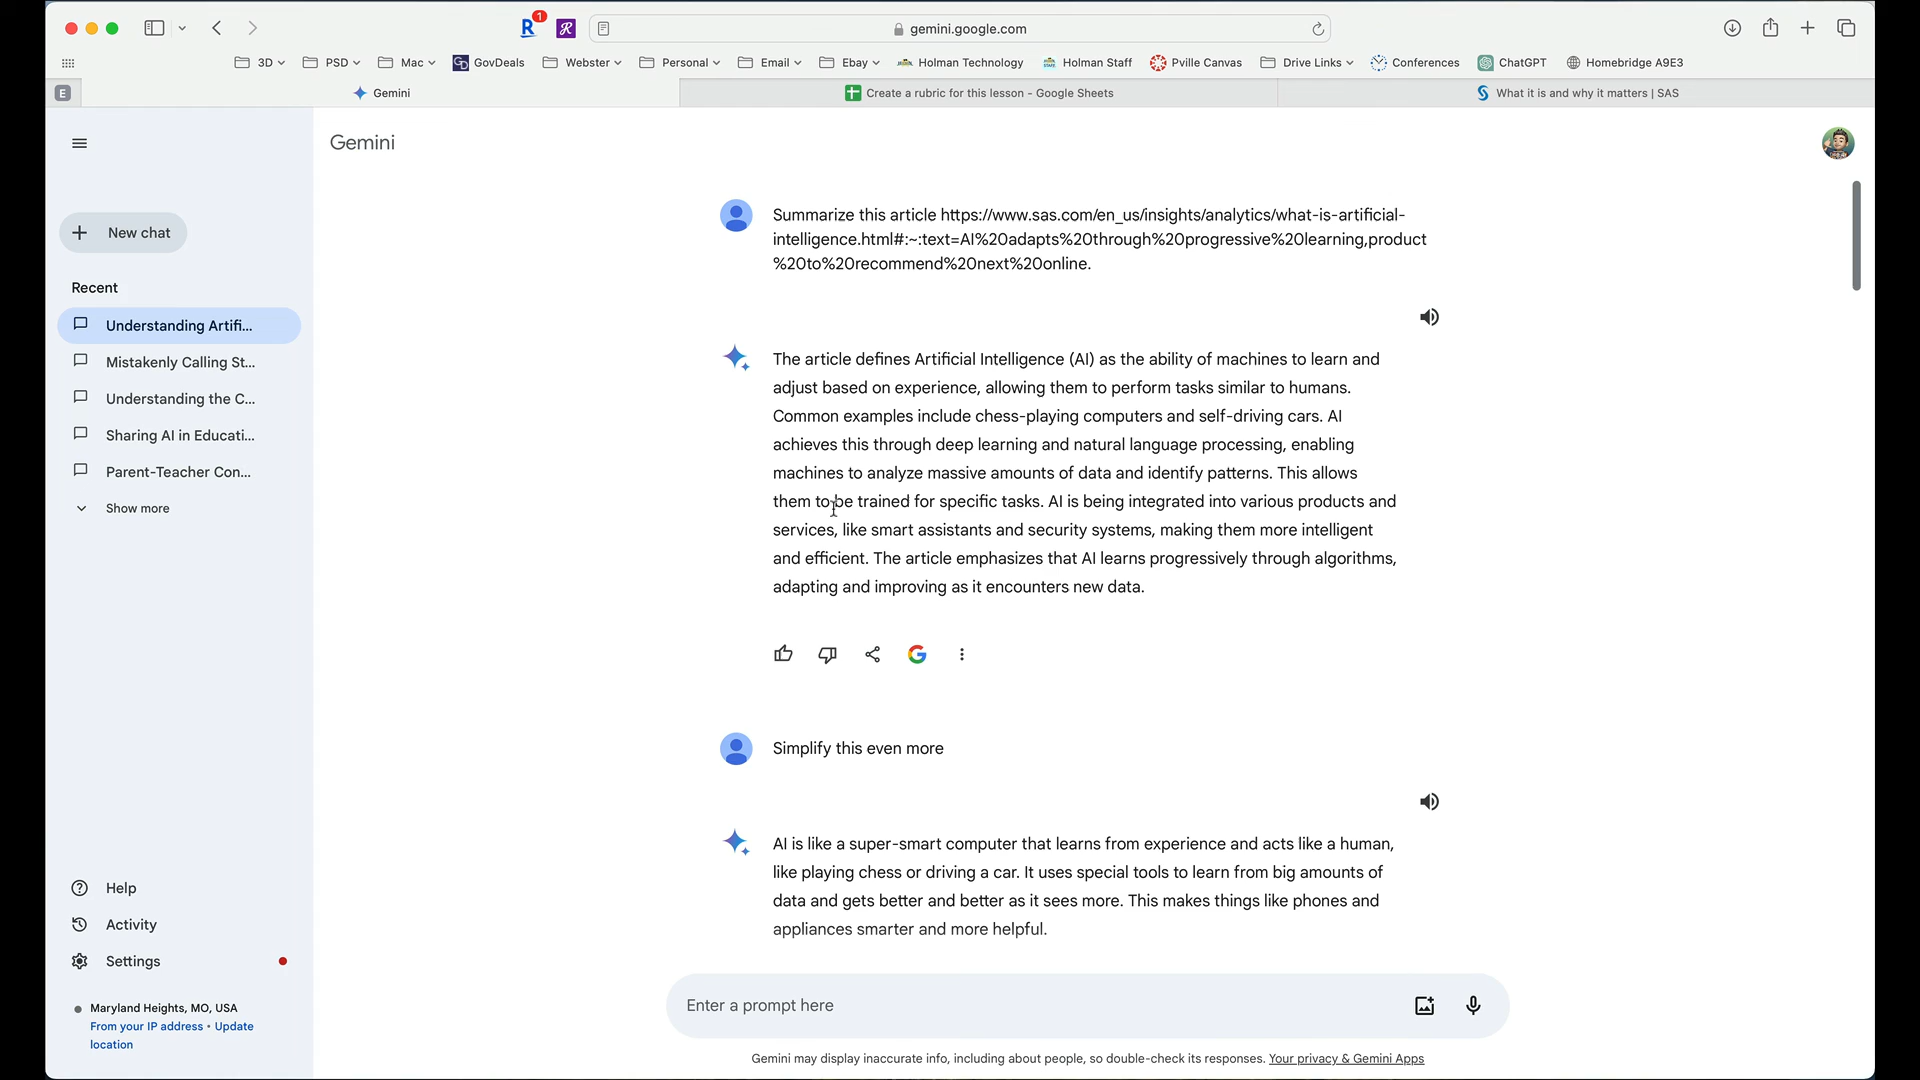 1
gemini.google.com
3D
PSD
Mac
GovDeals
Webster
Personal
Email
Ebay
Holman Technology
Holman Staff
Pville Canvas
Drive Links
Conferences
ChatGPT
Homebridge A9E3
E
Gemini
Create a rubric for this lesson - Google Sheets
What it is and why it matters | SAS
Gemini
New chat
Recent
Understanding Artifi...
Mistakenly Calling St...
Understanding the C...
Sharing AI in Educati...
Parent-Teacher Con...
Show more
Help
Activity
Settings
Maryland Heights, MO, USA
From your IP address • Update
location
Summarize this article https://www.sas.com/en_us/insights/analytics/what-is-artificial-
intelligence.html#:~:text=AI%20adapts%20through%20progressive%20learning,product
%20to%20recommend%20next%20online.
The article defines Artificial Intelligence (AI) as the ability of machines to learn and
adjust based on experience, allowing them to perform tasks similar to humans.
Common examples include chess-playing computers and self-driving cars. AI
achieves this through deep learning and natural language processing, enabling
machines to analyze massive amounts of data and identify patterns. This allows
them to be trained for specific tasks. AI is being integrated into various products and
services, like smart assistants and security systems, making them more intelligent
and efficient. The article emphasizes that AI learns progressively through algorithms,
adapting and improving as it encounters new data.
Simplify this even more
AI is like a super-smart computer that learns from experience and acts like a human,
like playing chess or driving a car. It uses special tools to learn from big amounts of
data and gets better and better as it sees more. This makes things like phones and
appliances smarter and more helpful.
Enter a prompt here
Gemini may display inaccurate info, including about people, so double-check its responses. Your privacy & Gemini Apps